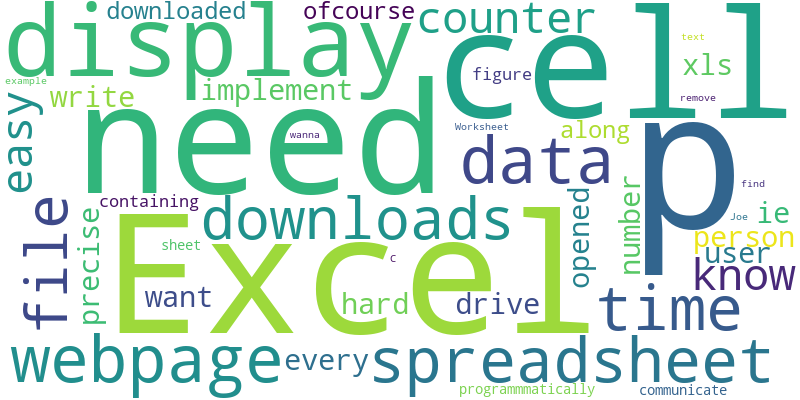 downloaded
ofcourse
counter
display
cell
text
xls
figure
example
write
implement
remove
need
easy
wanna
Worksheet
along
data
p
find
containing
file
precise
downloads
opened
number
Joe
ie
person
user
sheet
Excel
c
know
want
hard
drive
time
webpage
every
spreadsheet
programmmatically
communicate